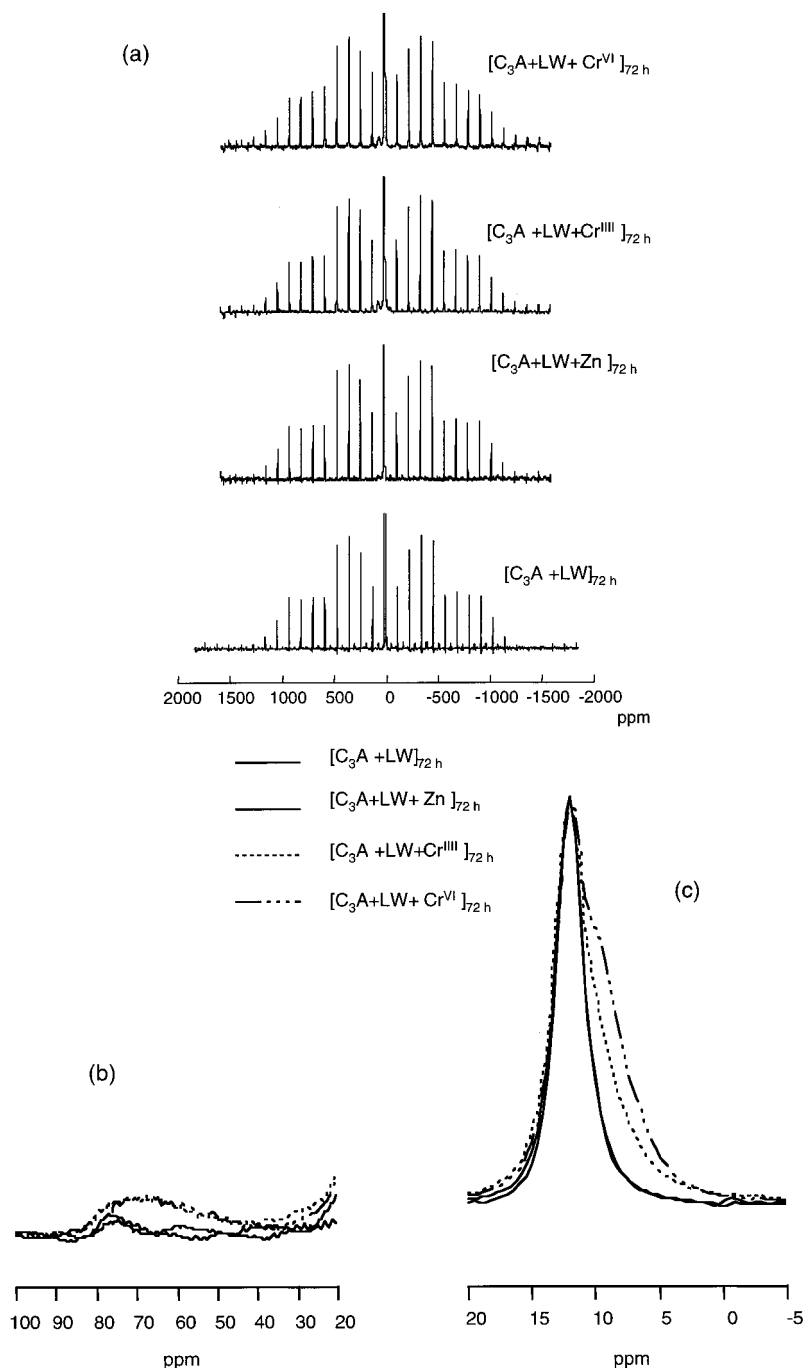 (a)
[C₃A+LW+ Crⱽᴵ ]₇₂ ₕ
[C₃A +LW+Crᴵᴵᴵᴵ ]₇₂ ₕ
[C₃A+LW+Zn ]₇₂ ₕ
[C₃A +LW]₇₂ ₕ
2000 1500 1000 500 0 -500 -1000 -1500 -2000
ppm
[C₃A +LW]₇₂ ₕ
[C₃A+LW+ Zn ]₇₂ ₕ
[C₃A +LW+Crᴵᴵᴵᴵ ]₇₂ ₕ
[C₃A+LW+ Crⱽᴵ ]₇₂ ₕ
(c)
(b)
100 90 80 70 60 50 40 30 20
ppm
20 15 10 5 0 -5
ppm